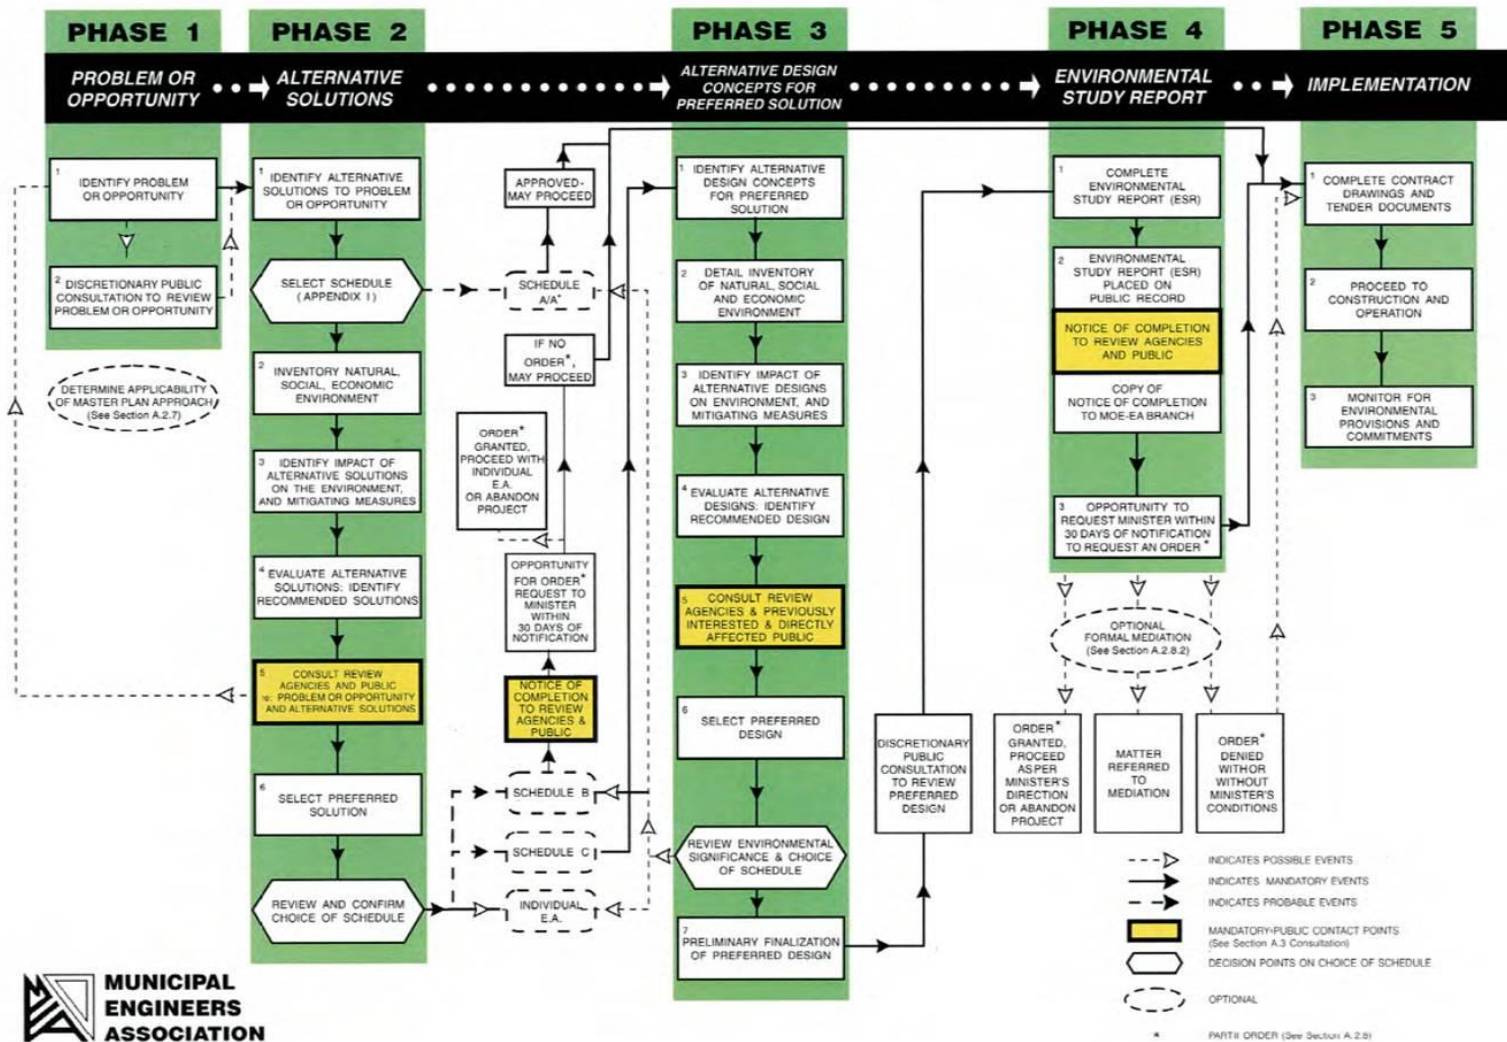 PHASE 1
PHASE 2
PHASE 3
PHASE 4
PHASE 5
PROBLEM OR
OPPORTUNITY
ALTERNATIVE
SOLUTIONS
ALTERNATIVE DESIGN
CONCEPTS FOR
PREFERRED SOLUTION
ENVIRONMENTAL
STUDY REPORT
IMPLEMENTATION
1
IDENTIFY PROBLEM
OR OPPORTUNITY
2 DISCRETIONARY PUBLIC
CONSULTATION TO REVIEW
PROBLEM OR OPPORTUNITY
DETERMINE APPLICABILITY
OF MASTER PLAN APPROACH
(See Section A.2.7)
1 IDENTIFY ALTERNATIVE
SOLUTIONS TO PROBLEM
OR OPPORTUNITY
SELECT SCHEDULE
(APPENDIX I)
2
INVENTORY NATURAL,
SOCIAL, ECONOMIC
ENVIRONMENT
3 IDENTIFY IMPACT OF
ALTERNATIVE SOLUTIONS
ON THE ENVIRONMENT,
AND MITIGATING MEASURES
4 EVALUATE ALTERNATIVE
SOLUTIONS: IDENTIFY
RECOMMENDED SOLUTIONS
5 CONSULT REVIEW
AGENCIES AND PUBLIC
PROBLEM OR OPPORTUNITY
AND ALTERNATIVE SOLUTIONS
6
SELECT PREFERRED
SOLUTION
REVIEW AND CONFIRM
CHOICE OF SCHEDULE
APPROVED-
MAY PROCEED
SCHEDULE
A/A+
IF NO
ORDER*,
MAY PROCEED
ORDER*
GRANTED,
PROCEED WITH
INDIVIDUAL
E.A.
OR ABANDON
PROJECT
OPPORTUNITY
FOR ORDER*
REQUEST TO
MINISTER
WITHIN
30 DAYS OF
NOTIFICATION
NOTICE OF
COMPLETION
TO REVIEW
AGENCIES &
PUBLIC
SCHEDULE B
SCHEDULE C
INDIVIDUAL
E.A.
1 IDENTIFY ALTERNATIVE
DESIGN CONCEPTS
FOR PREFERRED
SOLUTION
2 DETAIL INVENTORY
OF NATURAL, SOCIAL
AND ECONOMIC
ENVIRONMENT
3 IDENTIFY IMPACT OF
ALTERNATIVE DESIGNS
ON ENVIRONMENT, AND
MITIGATING MEASURES
4 EVALUATE ALTERNATIVE
DESIGNS: IDENTIFY
RECOMMENDED DESIGN
5 CONSULT REVIEW
AGENCIES & PREVIOUSLY
INTERESTED & DIRECTLY
AFFECTED PUBLIC
6
SELECT PREFERRED
DESIGN
REVIEW ENVIRONMENTAL
SIGNIFICANCE & CHOICE
OF SCHEDULE
7
PRELIMINARY FINALIZATION
OF PREFERRED DESIGN
DISCRETIONARY
PUBLIC
CONSULTATION
TO REVIEW
PREFERRED
DESIGN
1 COMPLETE
ENVIRONMENTAL
STUDY REPORT (ESR)
2 ENVIRONMENTAL
STUDY REPORT (ESR)
PLACED ON
PUBLIC RECORD
NOTICE OF COMPLETION
TO REVIEW AGENCIES
AND PUBLIC
COPY OF
NOTICE OF COMPLETION
TO MOE-EA BRANCH
3 OPPORTUNITY TO
REQUEST MINISTER WITHIN
30 DAYS OF NOTIFICATION
TO REQUEST AN ORDER*
OPTIONAL
FORMAL MEDIATION
(See Section A.2.8.2)
ORDER*
GRANTED,
PROCEED
AS PER
MINISTER'S
DIRECTION
OR ABANDON
PROJECT
MATTER
REFERRED
TO
MEDIATION
ORDER*
DENIED
WITH OR
WITHOUT
MINISTER'S
CONDITIONS
1 COMPLETE CONTRACT
DRAWINGS AND
TENDER DOCUMENTS
2 PROCEED TO
CONSTRUCTION AND
OPERATION
3 MONITOR FOR
ENVIRONMENTAL
PROVISIONS AND
COMMITMENTS
INDICATES POSSIBLE EVENTS
INDICATES MANDATORY EVENTS
INDICATES PROBABLE EVENTS
MANDATORY PUBLIC CONTACT POINTS
(See Section A.3 Consultation)
DECISION POINTS ON CHOICE OF SCHEDULE
OPTIONAL
* PART II ORDER (See Section A.2.8)
MUNICIPAL
ENGINEERS
ASSOCIATION